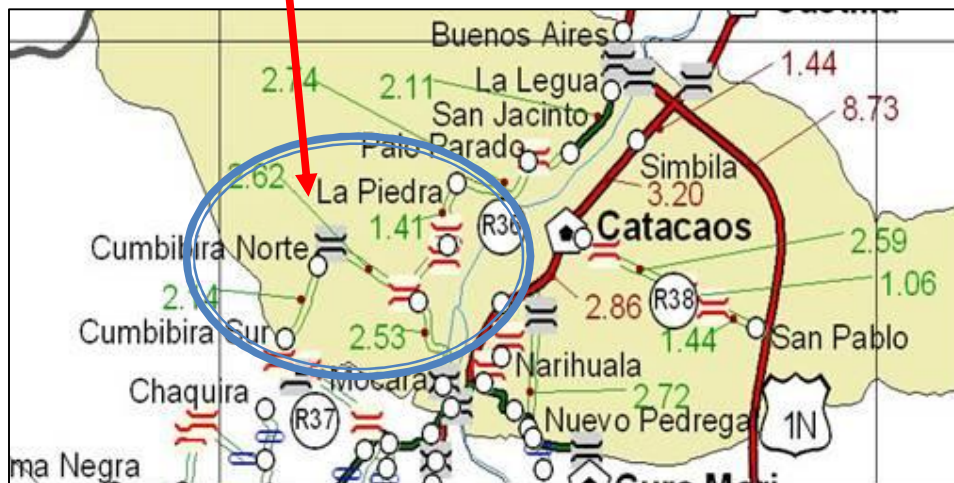 Buenos Aires
2.74
2.11
La Legua
1.44
San Jacinto
8.73
Palo Parado
Simbila
2.62
La Piedra
3.20
1.41
R36
Catacaos
Cumbibira Norte
2.59
2.86
R38
1.06
2.14
Cumbibira Sur
2.53
1.44
San Pablo
Narihuala
Mocara
Chaquira
2.72
R37
Nuevo Pedrega
1N
ma Negra